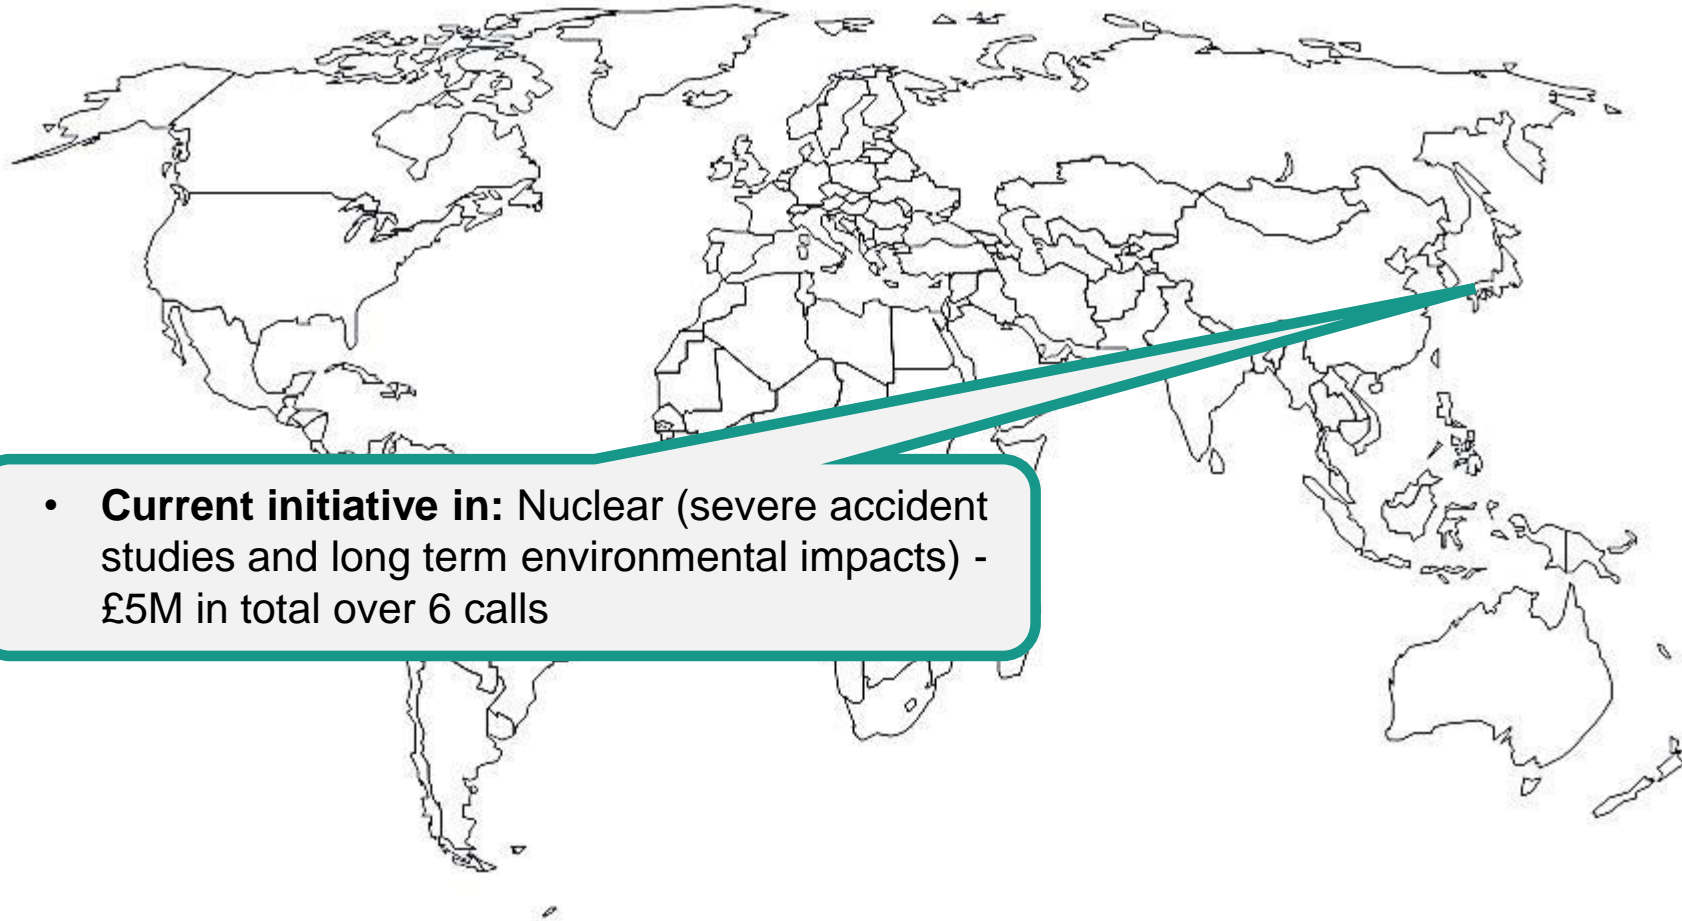 • Current initiative in: Nuclear (severe accident
studies and long term environmental impacts) -
£5M in total over 6 calls